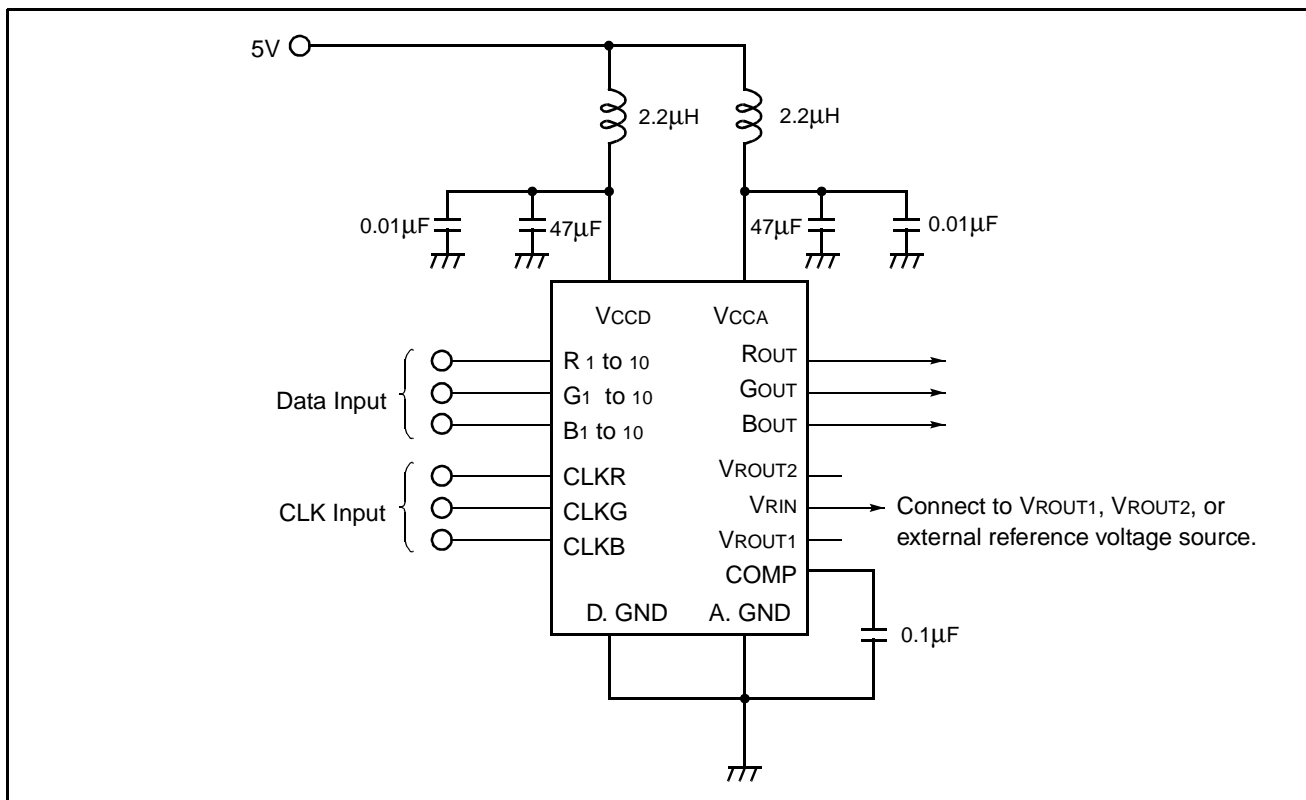 5V
2.2μH
2.2μH
0.01μF
47μF
47μF
0.01μF
VCCD
VCCA
Data Input
R 1 to 10
G1 to 10
B1 to 10
ROUT
GOUT
BOUT
CLK Input
CLKR
CLKG
CLKB
VROUT2
VRIN
VROUT1
COMP
Connect to VROUT1, VROUT2, or
external reference voltage source.
D. GND
A. GND
0.1μF